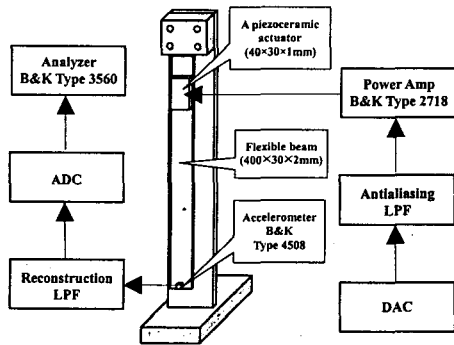 Analyzer
B&K Type 3560
ADC
Reconstruction
LPF
A piezoceramic
actuator
(40×30×1mm)
Flexible beam
(400×30×2mm)
Accelerometer
B&K
Type 4508
Power Amp
B&K Type 2718
Antialiasing
LPF
DAC